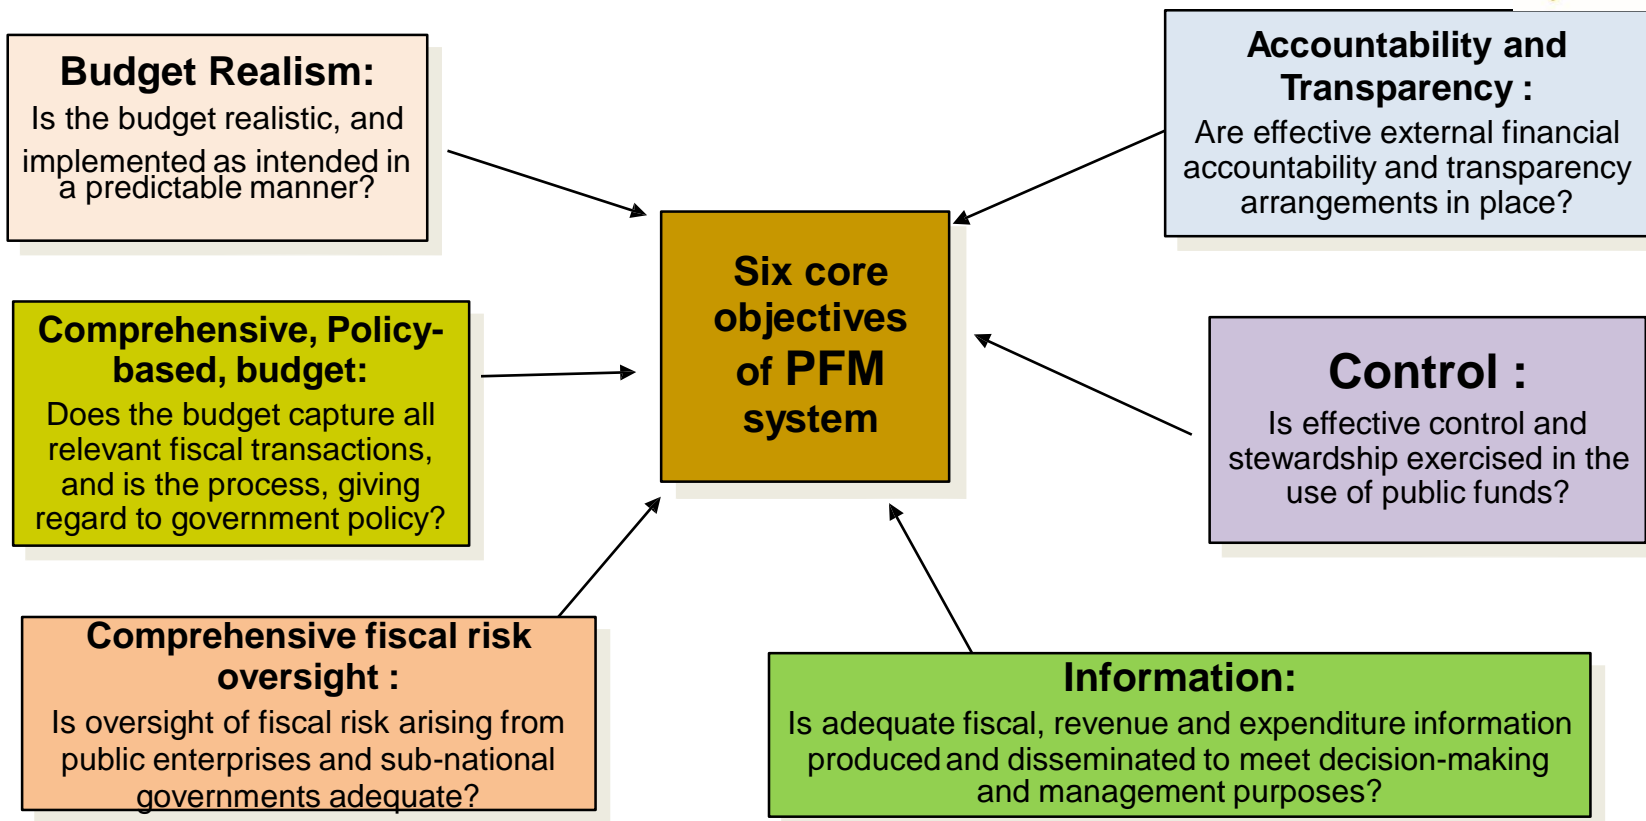 Budget Realism:
Is the budget realistic, and
implemented as intended in
a predictable manner?
Accountability and
Transparency :
Are effective external financial
accountability and transparency
arrangements in place?
Six core
objectives
of PFM
system
Comprehensive, Policy-
based, budget:
Does the budget capture all
relevant fiscal transactions,
and is the process, giving
regard to government policy?
Control :
Is effective control and
stewardship exercised in the
use of public funds?
Comprehensive fiscal risk
oversight :
Is oversight of fiscal risk arising from
public enterprises and sub-national
governments adequate?
Information:
Is adequate fiscal, revenue and expenditure information
produced and disseminated to meet decision-making
and management purposes?